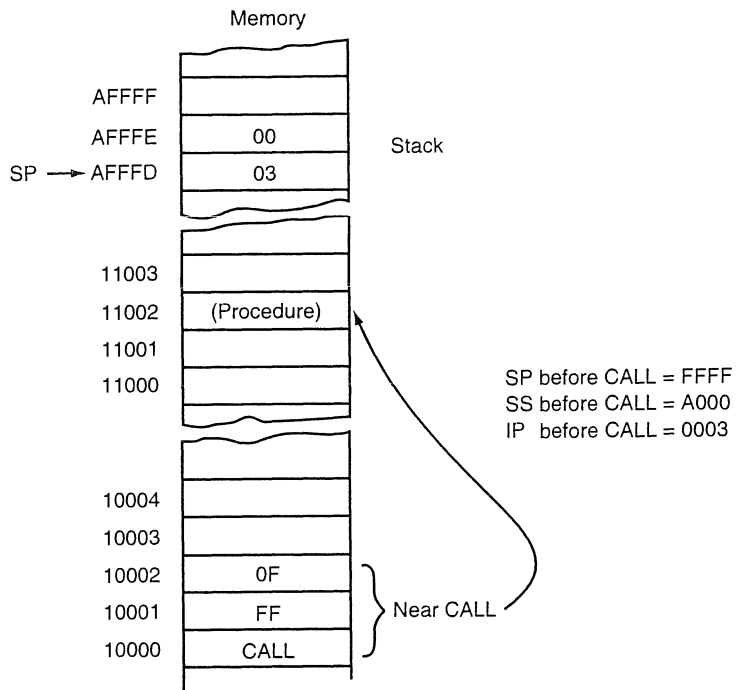 Memory
AFFFF
AFFFE 00
SP AFFFD 03
Stack
11003
11002 (Procedure)
11001
11000
SP before CALL = FFFF
SS before CALL = A000
IP before CALL = 0003
10004
10003
10002 0F
10001 FF
10000 CALL
Near CALL